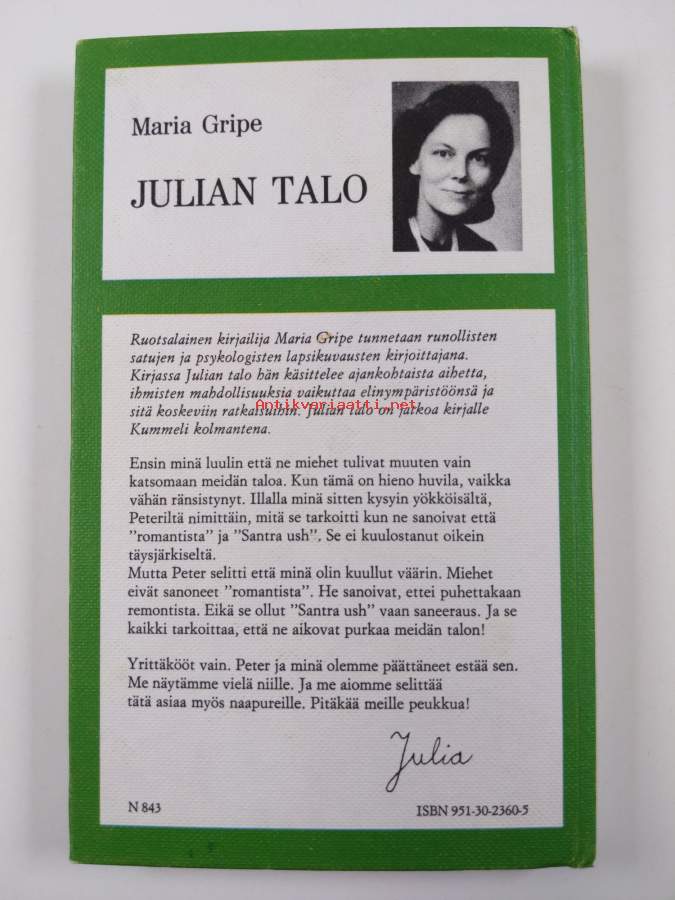 Maria Gripe
JULIAN TALO
Ruotsalainen kirjailija Maria Gripe tunnetaan runollisten
satujen ja psykologisten lapsikuvausten kirjoittajana.
Kirjassa Julian talo hän käsittelee ajankohtaista aihetta,
ihmisten mahdollisuuksia vaikuttaa elinympäristöönsä ja
sitä koskeviin ratkaisuihin. Julian talo on jatkoa kirjalle
Antikvariaatti.net
Kummeli kolmantena.
Ensin minä luulin että ne miehet tulivat muuten vain
katsomaan meidän taloa. Kun tämä on hieno huvila, vaikka
vähän ränsistynyt. Illalla minä sitten kysyin yökköisältä,
Peteriltä nimittäin, mitä se tarkoitti kun ne sanoivat että
"romantista" ja "Santra ush". Se ei kuulostanut oikein
täysjärkiseltä.
Mutta Peter selitti että minä olin kuullut väärin. Miehet
eivät sanoneet "romantista". He sanoivat, ettei puhettakaan
remontista. Eikä se ollut "Santra ush" vaan saneeraus. Ja se
kaikki tarkoittaa, että ne aikovat purkaa meidän talon!
Yrittäkööt vain. Peter ja minä olemme päättäneet estää sen.
Me näytämme vielä niille. Ja me aiomme selittää
tätä asiaa myös naapureille. Pitäkää meille peukkua!
Julia
N 843
ISBN 951-30-2360-5